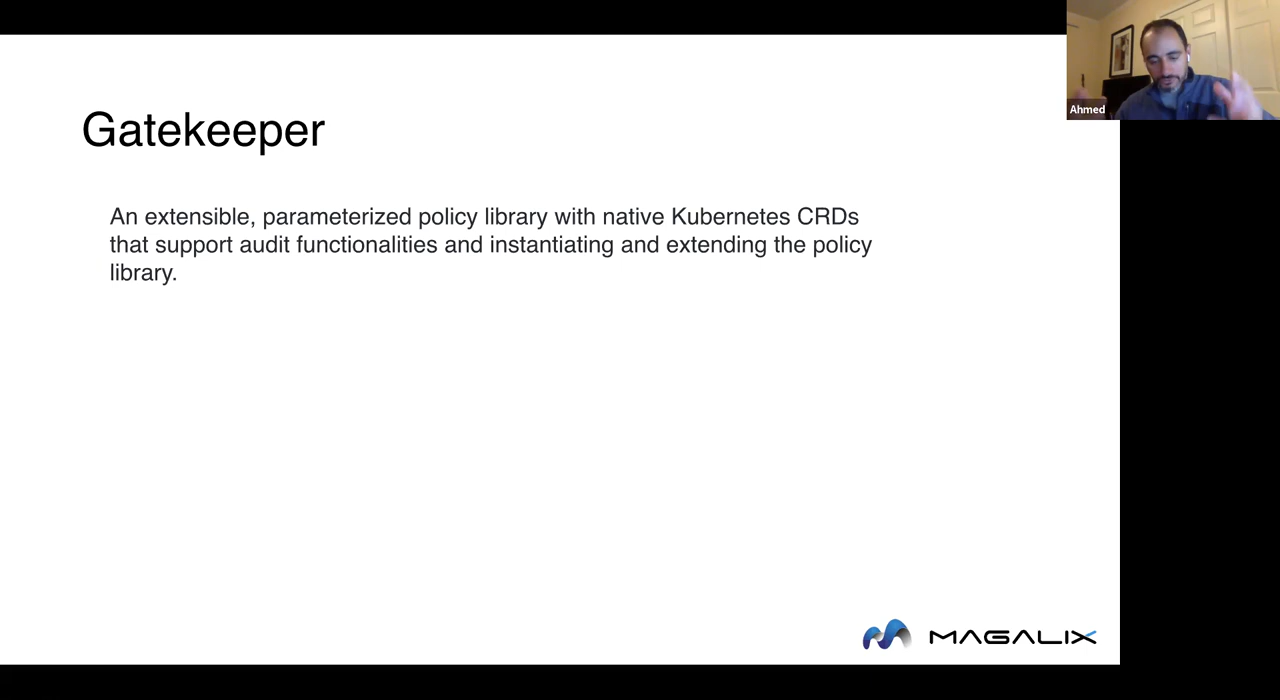 Gatekeeper
An extensible, parameterized policy library with native Kubernetes CRDs
that support audit functionalities and instantiating and extending the policy
library.
MAGALIX
Ahmed